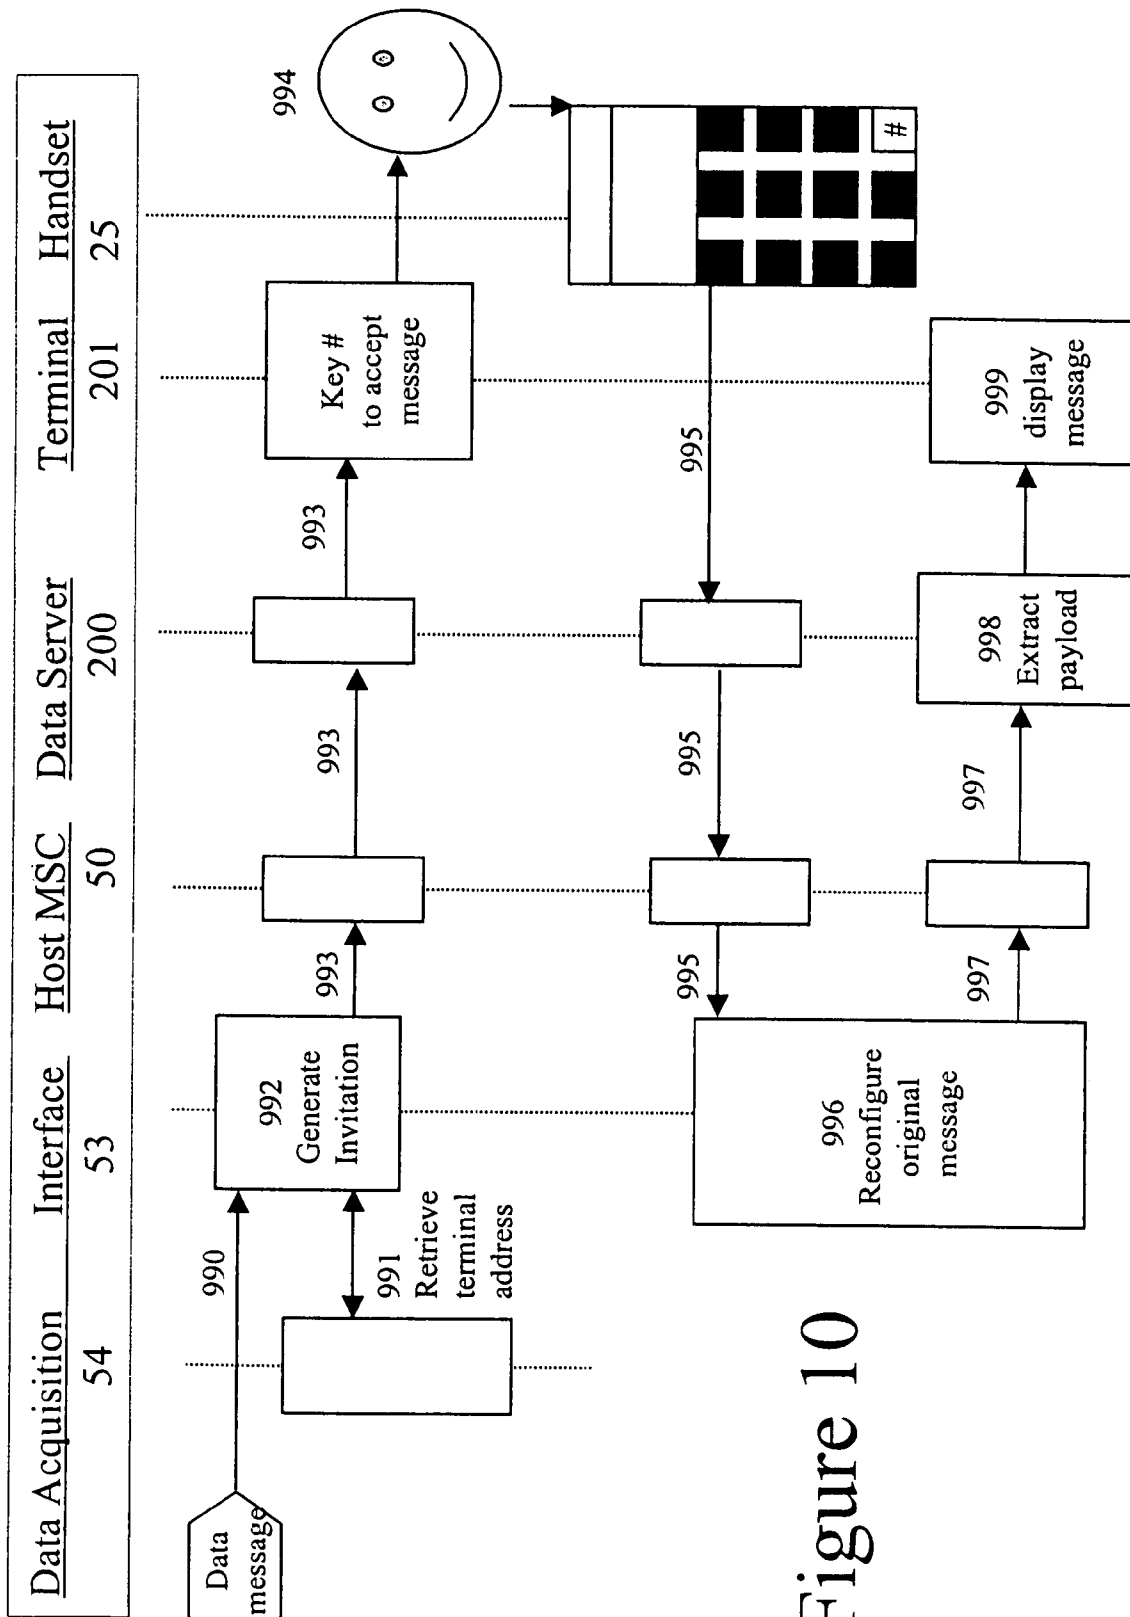 Data Acquisition Interface Host MSC Data Server Terminal Handset
54 53 50 200 201 25
Data
message
990
991
Retrieve
terminal
address
992
Generate
Invitation
993
993
993
Key #
to accept
message
994
#
995
995
995
996
Reconfigure
original
message
997
997
998
Extract
payload
999
display
message
Figure 10